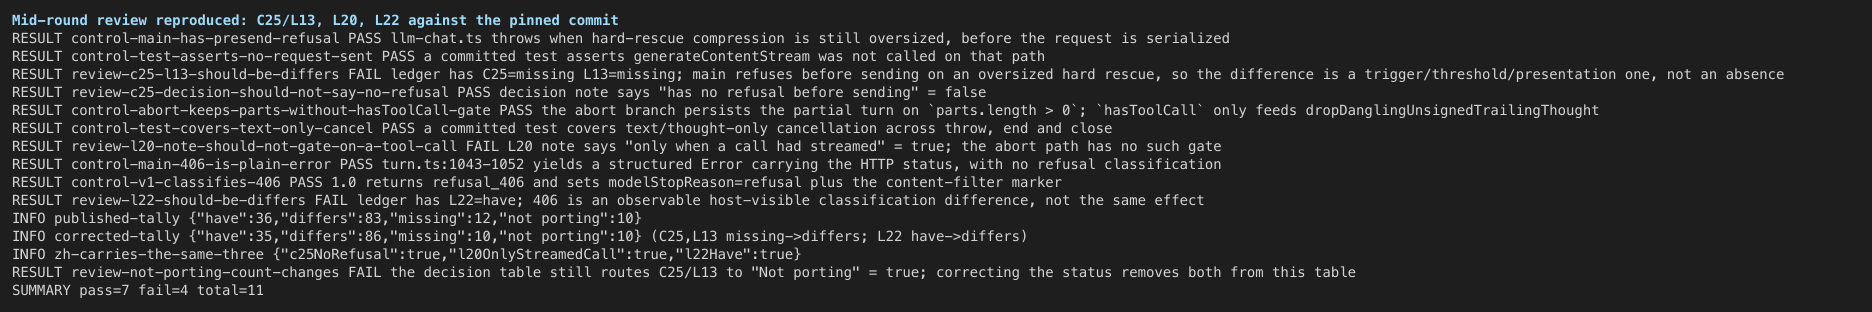 Mid-round review reproduced: C25/L13, L20, L22 against the pinned commit
RESULT control-main-has-presend-refusal PASS llm-chat.ts throws when hard-rescue compression is still oversized, before the request is serialized
RESULT control-test-asserts-no-request-sent PASS a committed test asserts generateContentStream was not called on that path
RESULT review-c25-l13-should-be-differs FAIL ledger has C25=missing L13=missing; main refuses before sending on an oversized hard rescue, so the difference is a trigger/threshold/presentation one, not an absence
RESULT review-c25-decision-should-not-say-no-refusal PASS decision note says "has no refusal before sending" = false
RESULT control-abort-keeps-parts-without-hasToolCall-gate PASS the abort branch persists the partial turn on `parts.length > 0`; `hasToolCall` only feeds dropDanglingUnsignedTrailingThought
RESULT control-test-covers-text-only-cancel PASS a committed test covers text/thought-only cancellation across throw, end and close
RESULT review-l20-note-should-not-gate-on-a-tool-call FAIL L20 note says "only when a call had streamed" = true; the abort path has no such gate
RESULT control-main-406-is-plain-error PASS turn.ts:1043-1052 yields a structured Error carrying the HTTP status, with no refusal classification
RESULT control-v1-classifies-406 PASS 1.0 returns refusal_406 and sets modelStopReason=refusal plus the content-filter marker
RESULT review-l22-should-be-differs FAIL ledger has L22=have; 406 is an observable host-visible classification difference, not the same effect
INFO published-tally {"have":36,"differs":83,"missing":12,"not porting":10}
INFO corrected-tally {"have":35,"differs":86,"missing":10,"not porting":10} (C25,L13 missing->differs; L22 have->differs)
INFO zh-carries-the-same-three {"c25NoRefusal":true,"l20OnlyStreamedCall":true,"l22Have":true}
RESULT review-not-porting-count-changes FAIL the decision table still routes C25/L13 to "Not porting" = true; correcting the status removes both from this table
SUMMARY pass=7 fail=4 total=11